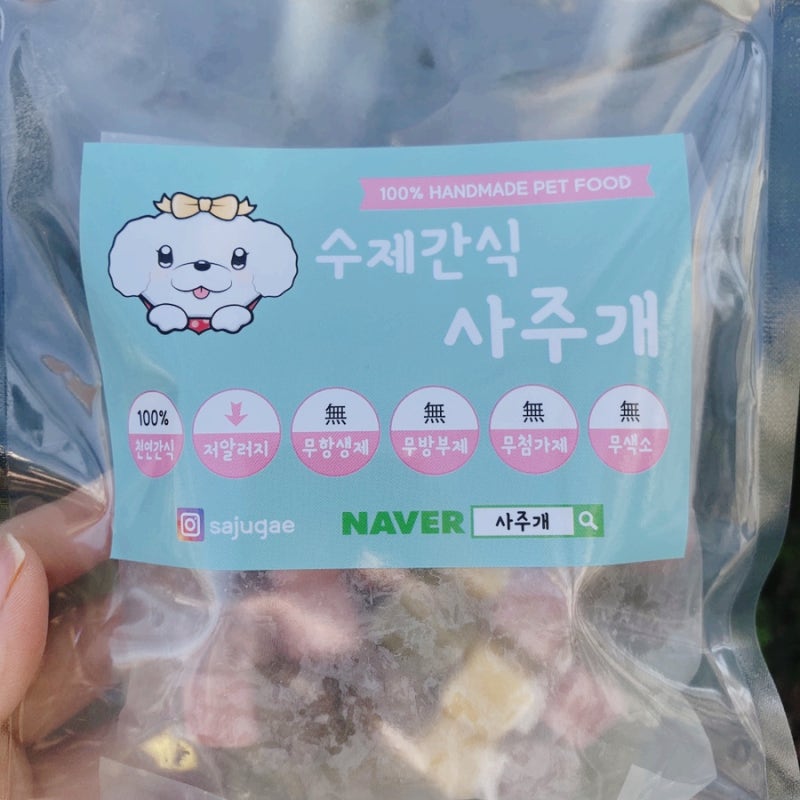 100% HANDMADE PET FOOD
수제간식
사주개
100%
천연간식
저알러지
無
무항생제
無
무방부제
無
무첨가제
無
무색소
sajugae
NAVER 사주개